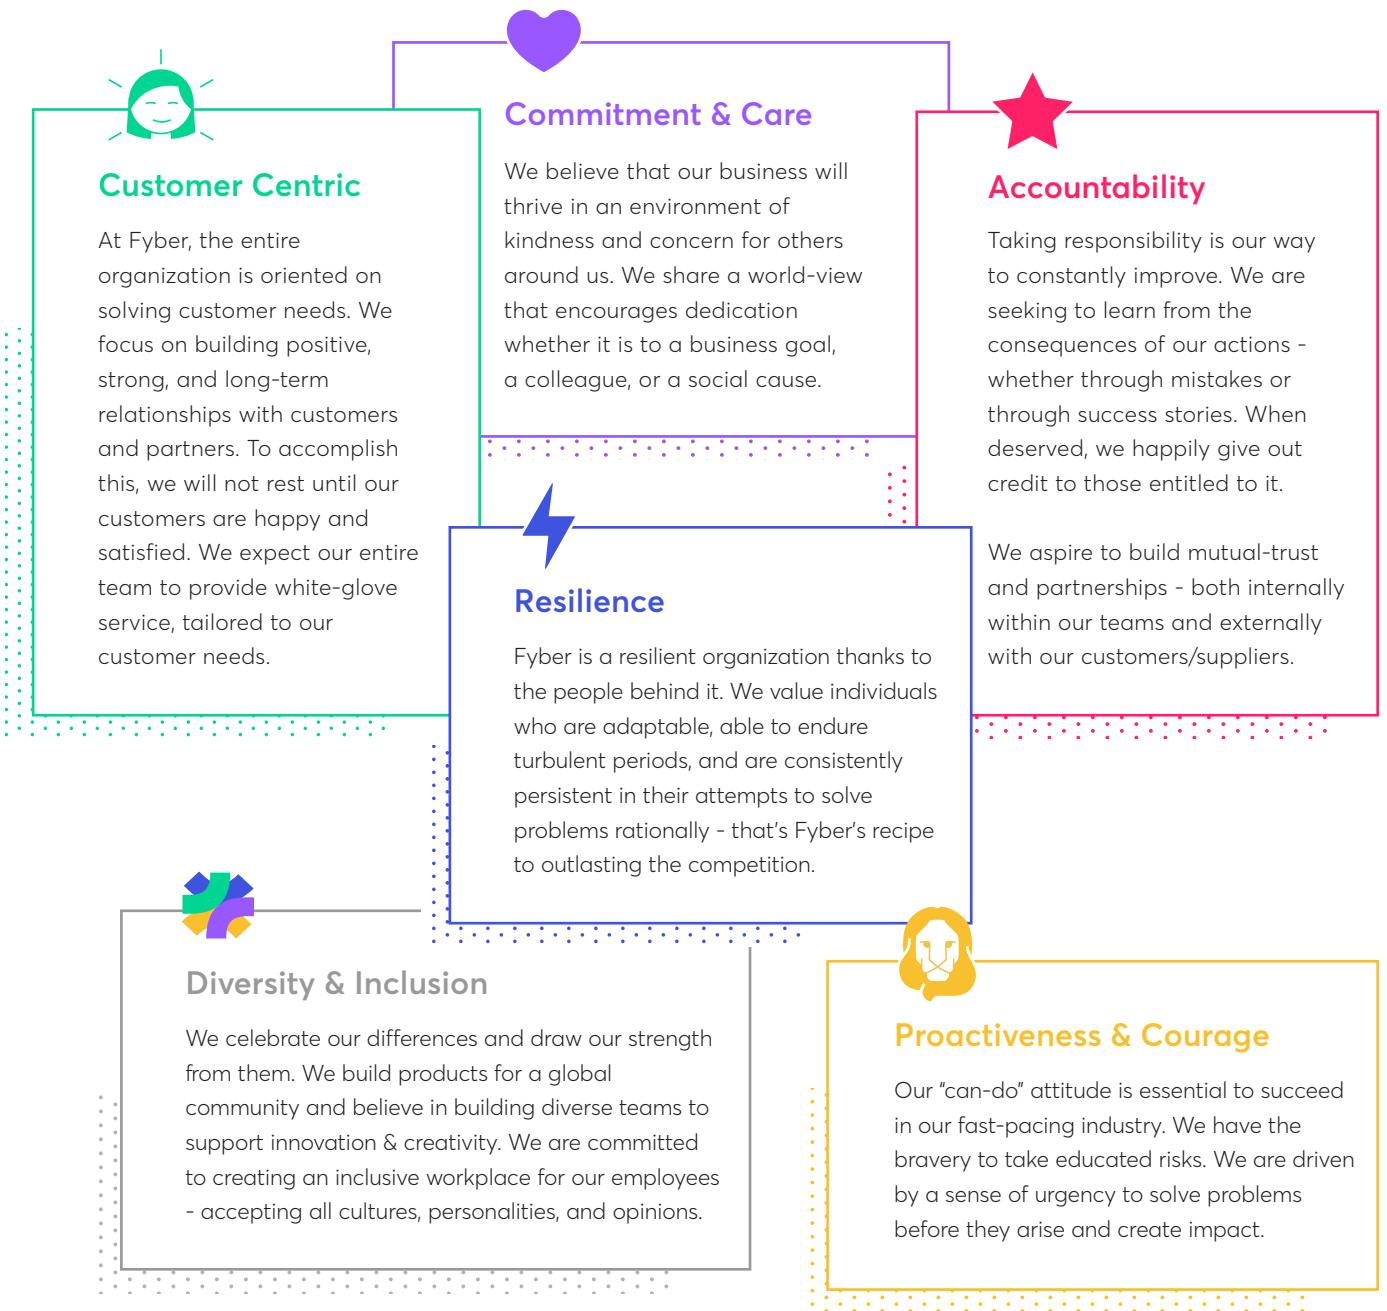 Commitment & Care
We believe that our business will
thrive in an environment of
kindness and concern for others
around us. We share a world-view
that encourages dedication
whether it is to a business goal,
a colleague, or a social cause.
Customer Centric
At Fyber, the entire
organization is oriented on
solving customer needs. We
focus on building positive,
strong, and long-term
relationships with customers
and partners. To accomplish
this, we will not rest until our
customers are happy and
satisfied. We expect our entire
team to provide white-glove
service, tailored to our
customer needs.
Accountability
Taking responsibility is our way
to constantly improve. We are
seeking to learn from the
consequences of our actions -
whether through mistakes or
through success stories. When
deserved, we happily give out
credit to those entitled to it.
We aspire to build mutual-trust
and partnerships - both internally
within our teams and externally
with our customers/suppliers.
Resilience
Fyber is a resilient organization thanks to
the people behind it. We value individuals
who are adaptable, able to endure
turbulent periods, and are consistently
persistent in their attempts to solve
problems rationally - that's Fyber's recipe
to outlasting the competition.
Diversity & Inclusion
We celebrate our differences and draw our strength
from them. We build products for a global
community and believe in building diverse teams to
support innovation & creativity. We are committed
to creating an inclusive workplace for our employees
- accepting all cultures, personalities, and opinions.
Proactiveness & Courage
Our “can-do” attitude is essential to succeed
in our fast-pacing industry. We have the
bravery to take educated risks. We are driven
by a sense of urgency to solve problems
before they arise and create impact.